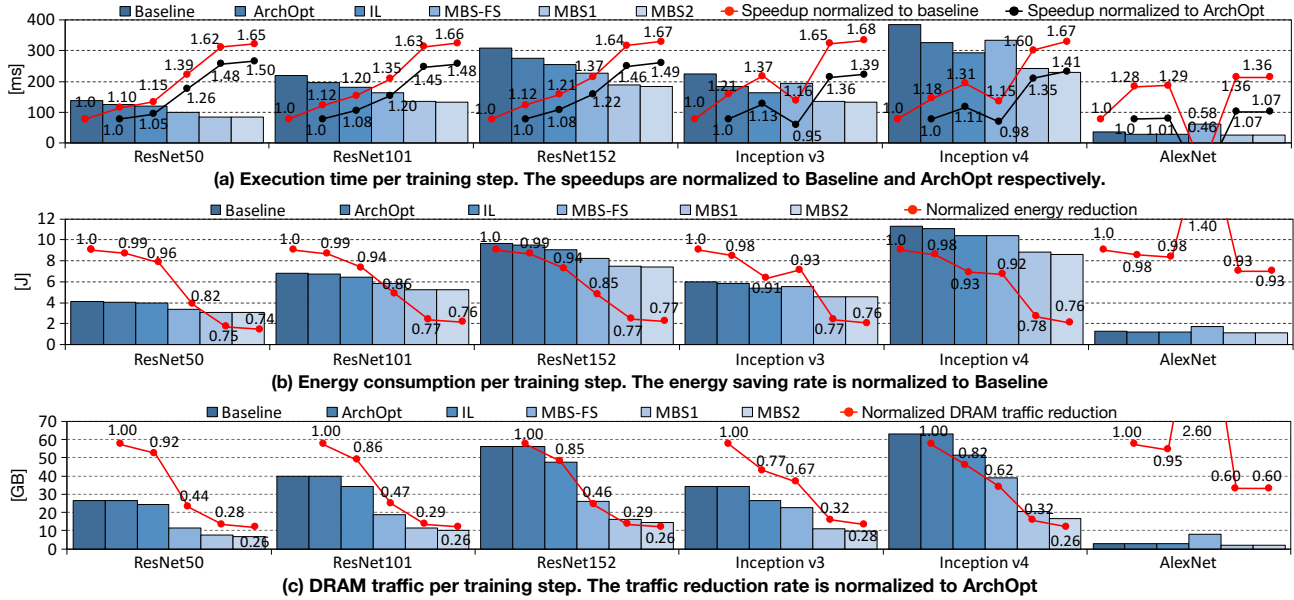 Baseline ArchOpt IL MBS-FS MBS1 MBS2 Speedup normalized to baseline Speedup normalized to ArchOpt
400
300
200
100
0
[ms]
1.0 1.10 1.15 1.39 1.62 1.65
1.0 1.05 1.26 1.48 1.50
1.0 1.12 1.20 1.35 1.63 1.66
1.0 1.08 1.20 1.45 1.48
1.0 1.12 1.21 1.37 1.64 1.67
1.0 1.08 1.22 1.46 1.49
1.0 1.21 1.37 1.16 1.65 1.68
1.0 1.13 0.95 1.36 1.39
1.0 1.18 1.31 1.15 1.60 1.67
1.0 1.11 0.98 1.35 1.41
1.0 1.28 1.29 0.58 1.36 1.36
1.0 1.01 0.46 1.07 1.07
ResNet50 ResNet101 ResNet152 Inception v3 Inception v4 AlexNet
(a) Execution time per training step. The speedups are normalized to Baseline and ArchOpt respectively.
Baseline ArchOpt IL MBS-FS MBS1 MBS2 Normalized energy reduction
12
10
8
6
4
2
0
[J]
1.0 0.99 0.96 0.82 0.75 0.74
1.0 0.99 0.94 0.86 0.77 0.76
1.0 0.99 0.94 0.85 0.77 0.77
1.0 0.98 0.91 0.93 0.77 0.76
1.0 0.98 0.93 0.92 0.78 0.76
1.0 0.98 0.98 1.40 0.93 0.93
ResNet50 ResNet101 ResNet152 Inception v3 Inception v4 AlexNet
(b) Energy consumption per training step. The energy saving rate is normalized to Baseline
Baseline ArchOpt IL MBS-FS MBS1 MBS2 Normalized DRAM traffic reduction
70
60
50
40
30
20
10
0
[GB]
1.00 0.92 0.44 0.28 0.26
1.00 0.86 0.47 0.29 0.26
1.00 0.85 0.46 0.29 0.26
1.00 0.77 0.67 0.32 0.28
1.00 0.82 0.62 0.32 0.26
1.00 0.95 2.60 0.60 0.60
ResNet50 ResNet101 ResNet152 Inception v3 Inception v4 AlexNet
(c) DRAM traffic per training step. The traffic reduction rate is normalized to ArchOpt